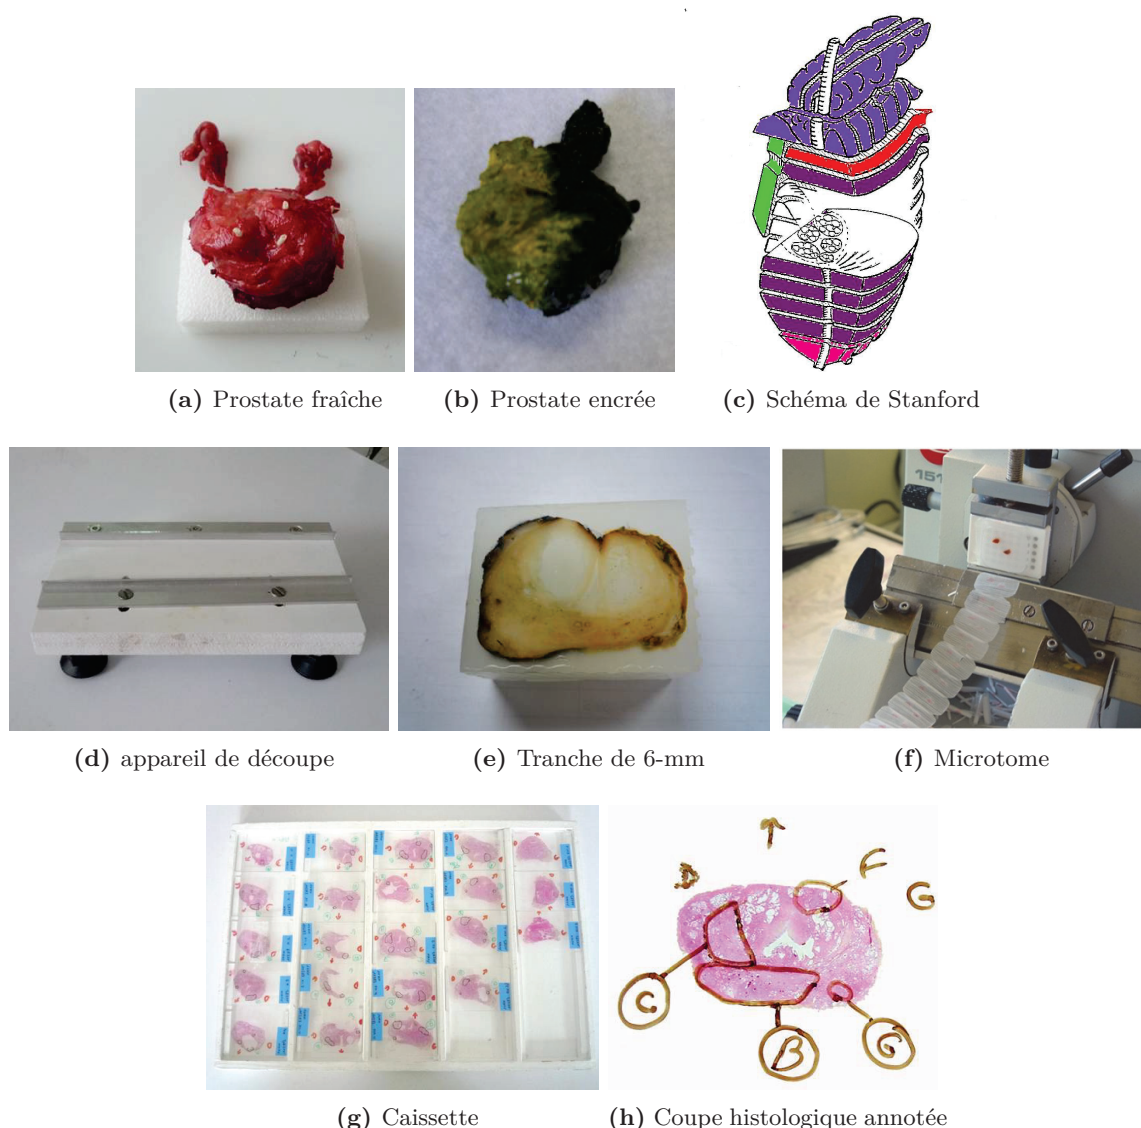 (a) Prostate fraîche
(b) Prostate encrée
(c) Schéma de Stanford
151
(d) appareil de découpe
(e) Tranche de 6-mm
(f) Microtome
D
F
G
C
B
G
(g) Caissette
(h) Coupe histologique annotée